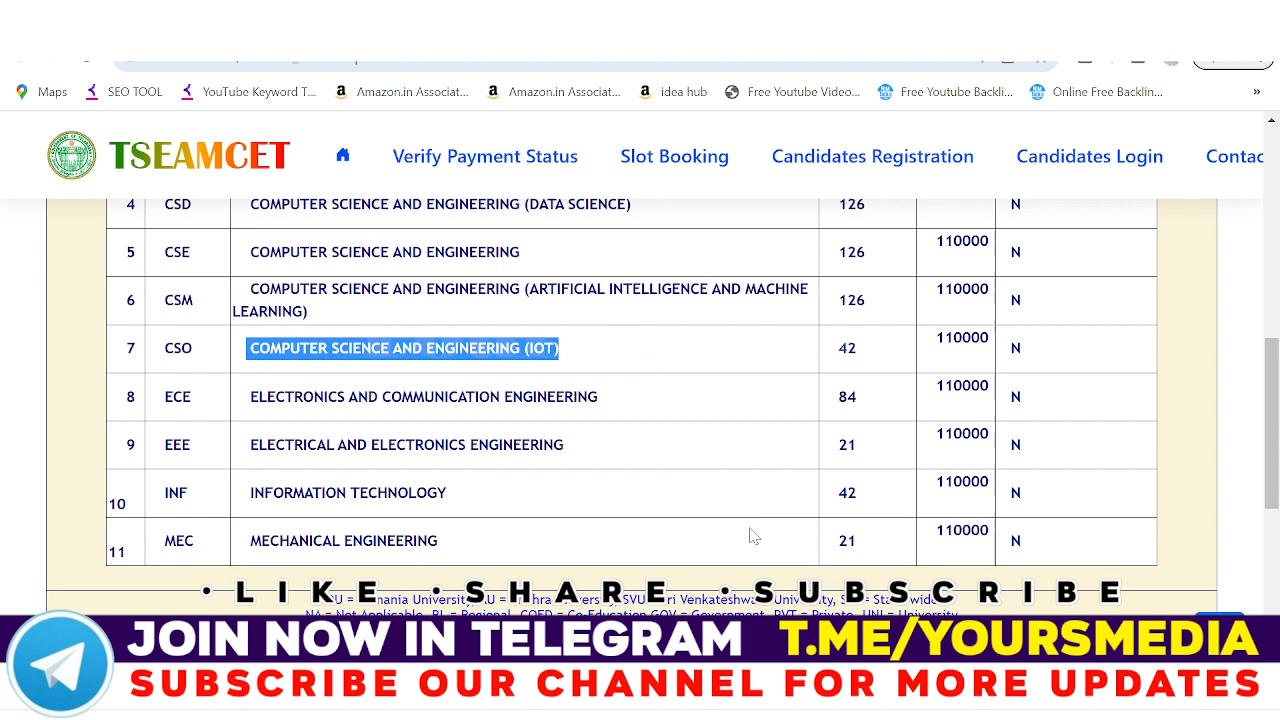 Maps SEO TOOL YouTube Keyword T... Amazon.in Associat... Amazon.in Associat... idea hub Free Youtube Video... Free Youtube Backli... Online Free Backlin... »
TSEAMCET Verify Payment Status Slot Booking Candidates Registration Candidates Login Contac
4 CSD COMPUTER SCIENCE AND ENGINEERING (DATA SCIENCE) 126
5 CSE COMPUTER SCIENCE AND ENGINEERING 126 110000 N
6 CSM COMPUTER SCIENCE AND ENGINEERING (ARTIFICIAL INTELLIGENCE AND MACHINE 126 110000 N
LEARNING)
7 CSO COMPUTER SCIENCE AND ENGINEERING (IOT) 42 110000 N
8 ECE ELECTRONICS AND COMMUNICATION ENGINEERING 84 110000 N
9 EEE ELECTRICAL AND ELECTRONICS ENGINEERING 21 110000 N
10 INF INFORMATION TECHNOLOGY 42 110000 N
11 MEC MECHANICAL ENGINEERING 21 110000 N
• LIKE • SHARE • SUBSCRIBE
JOIN NOW IN TELEGRAM T.ME/YOURSMEDIA
SUBSCRIBE OUR CHANNEL FOR MORE UPDATES